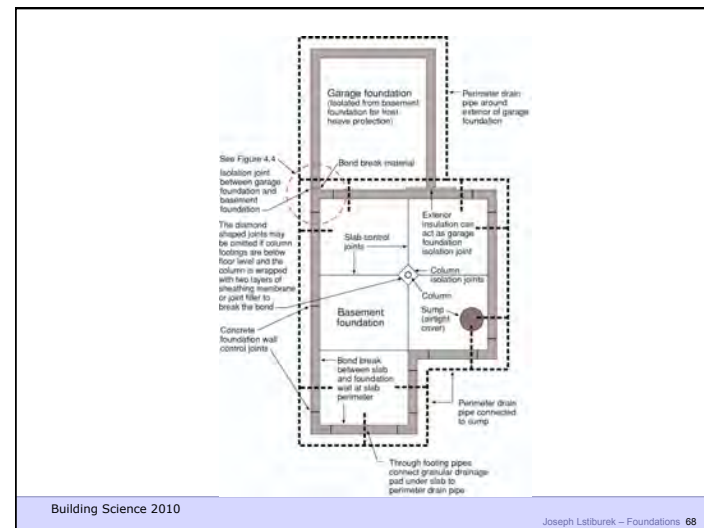 Garage foundation
(Isolated from basement
foundation for frost
heave protection)
Perimeter drain
pipe around
exterior of garage
foundation
See Figure 4.4
Isolation joint
between garage
foundation and
basement
foundation
Bond break material
The diamond
shaped joints may
be omitted if column
footings are below
floor level and the
column is wrapped
with two layers of
sheathing membrane
or joint filler to
break the bond
Slab control
joints
Exterior
insulation can
act as garage
foundation
isolation joint
Column
isolation joints
Column
Sump
(airtight
cover)
Basement
foundation
Concrete
foundation wall
control joints
Bond break
between slab
and foundation
wall at slab
perimeter
Perimeter drain
pipe connected
to sump
Through footing pipes
connect granular drainage
pad under slab to
perimeter drain pipe
Building Science 2010
Joseph Lstiburek – Foundations 68